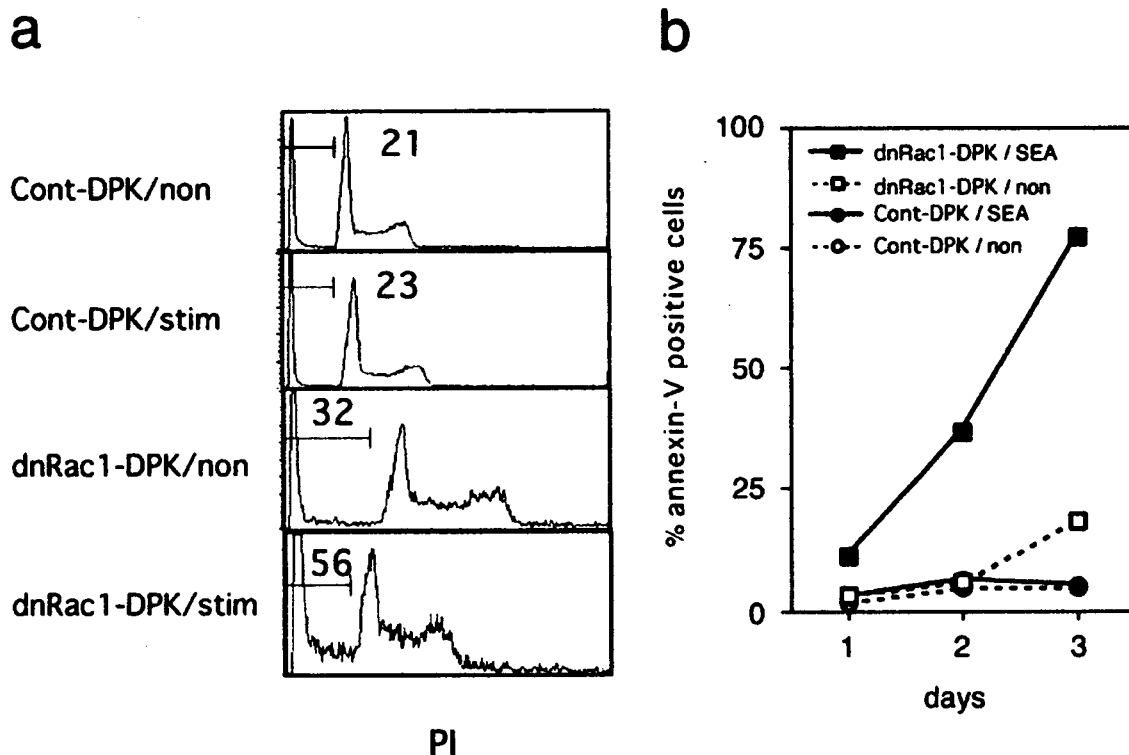 a
Cont-DPK/non
21
Cont-DPK/stim
23
dnRac1-DPK/non
32
dnRac1-DPK/stim
56
PI
b
% annexin-V positive cells
100
75
50
25
0
dnRac1-DPK / SEA
dnRac1-DPK / non
Cont-DPK / SEA
Cont-DPK / non
1 2 3
days